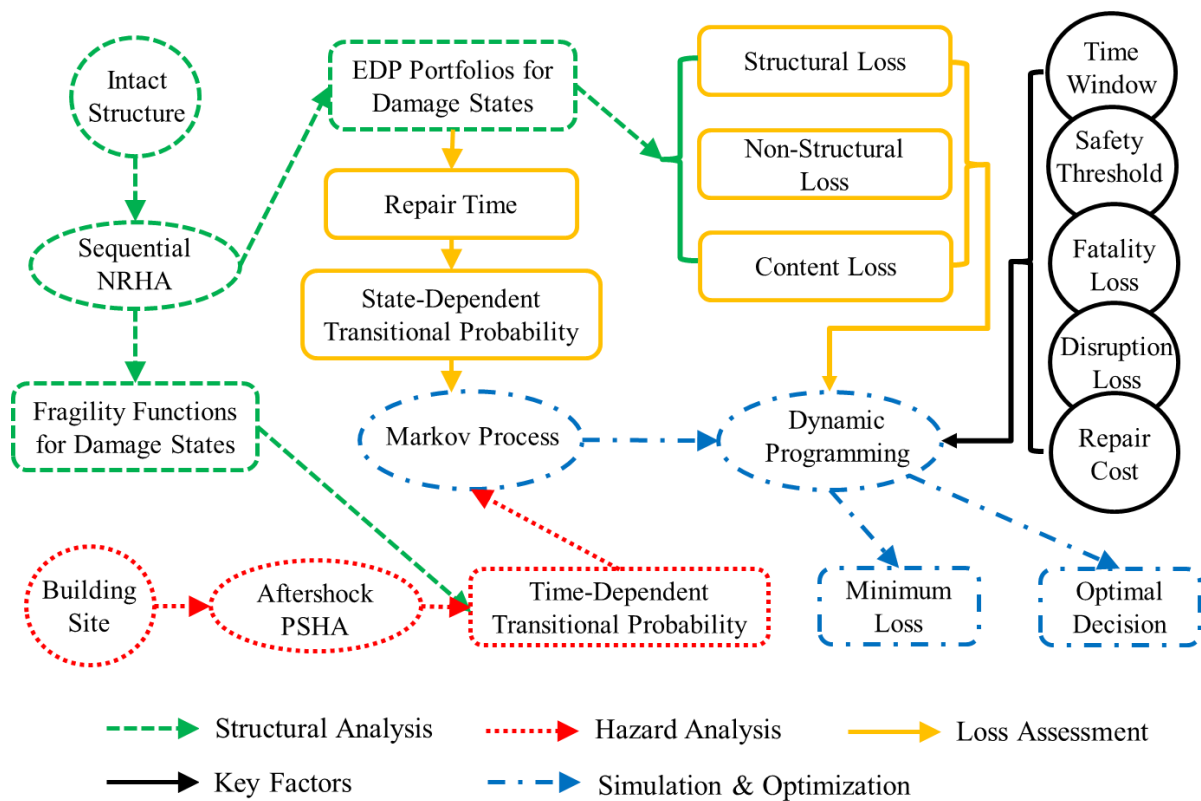 Intact
Structure
EDP Portfolios for
Damage States
Structural Loss
Time
Window
Non-Structural
Loss
Safety
Threshold
Repair Time
Sequential
NRHA
Content Loss
Fatality
Loss
State-Dependent
Transitional Probability
Disruption
Loss
Fragility Functions
for Damage States
Markov Process
Dynamic
Programming
Repair
Cost
Building
Site
Aftershock
PSHA
Time-Dependent
Transitional Probability
Minimum
Loss
Optimal
Decision
Structural Analysis
Hazard Analysis
Loss Assessment
Key Factors
Simulation & Optimization